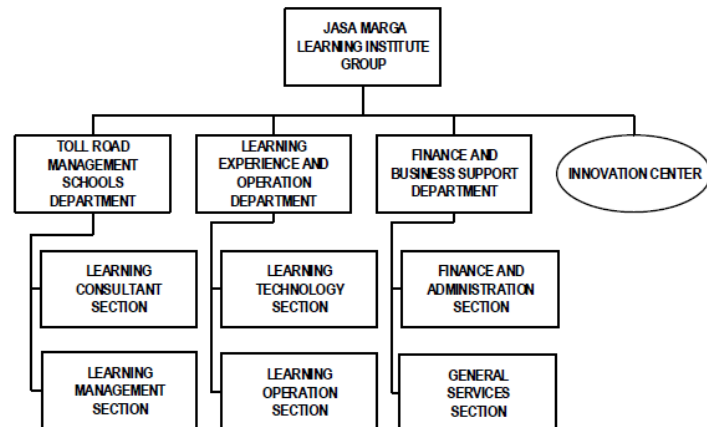 JASA MARGA
LEARNING INSTITUTE
GROUP
TOLL ROAD
MANAGEMENT
SCHOOLS
DEPARTMENT
LEARNING
EXPERIENCE AND
OPERATION
DEPARTMENT
FINANCE AND
BUSINESS SUPPORT
DEPARTMENT
INNOVATION CENTER
LEARNING
CONSULTANT
SECTION
LEARNING
TECHNOLOGY
SECTION
FINANCE AND
ADMINISTRATION
SECTION
LEARNING
MANAGEMENT
SECTION
LEARNING
OPERATION
SECTION
GENERAL
SERVICES
SECTION